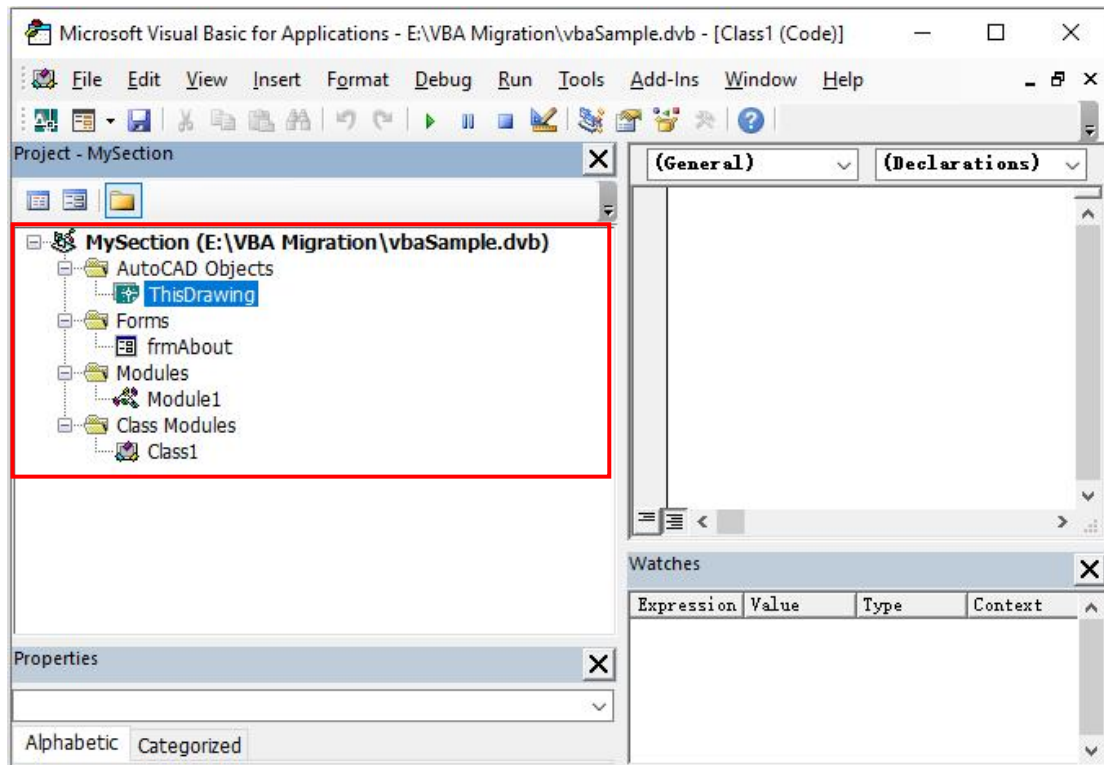 Microsoft Visual Basic for Applications - E:\VBA Migration\vbaSample.dvb - [Class1 (Code)]
File Edit View Insert Format Debug Run Tools Add-Ins Window Help
Project - MySection
(General) (Declarations)
MySection (E:\VBA Migration\vbaSample.dvb)
AutoCAD Objects
ThisDrawing
Forms
frmAbout
Modules
Module1
Class Modules
Class1
Watches
Expression Value Type Context
Properties
Alphabetic Categorized